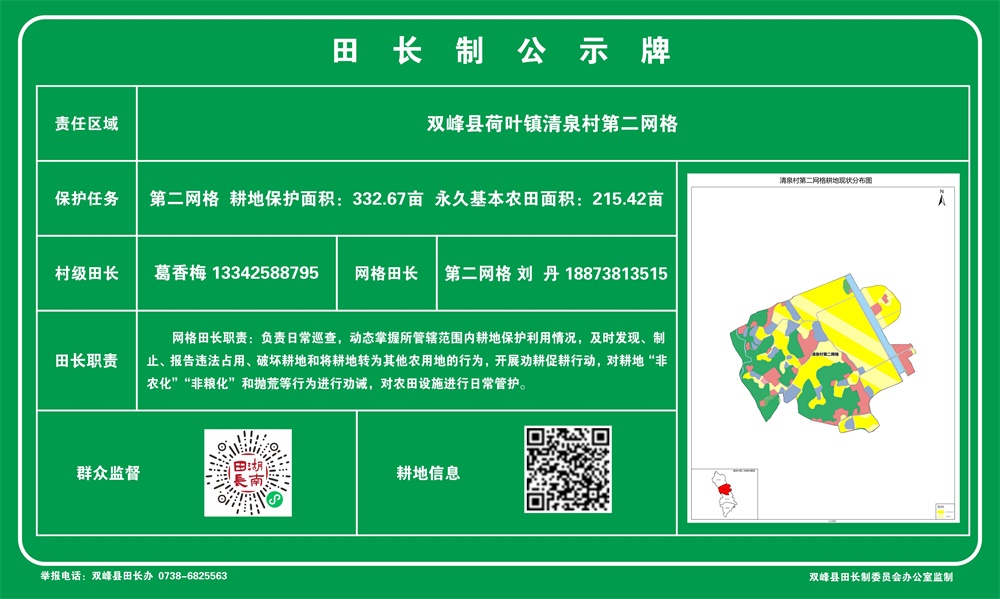 田长制公示牌
责任区域
双峰县荷叶镇清泉村第二网格
保护任务
第二网格 耕地保护面积：332.67亩 永久基本农田面积：215.42亩
村级田长
葛香梅 13342588795
网格田长
第二网格 刘 丹 18873813515
田长职责
网格田长职责：负责日常巡查，动态掌握所管辖范围内耕地保护利用情况，及时发现、制
止、报告违法占用、破坏耕地和将耕地转为其他农用地的行为，开展劝耕促耕行动，对耕地“非
农化”“非粮化”和抛荒等行为进行劝诫，对农田设施进行日常管护。
群众监督
湖南田長
耕地信息
清泉村第二网格耕地现状分布图
N
清泉村第二网格
举报电话：双峰县田长办 0738-6825563
双峰县田长制委员会办公室监制